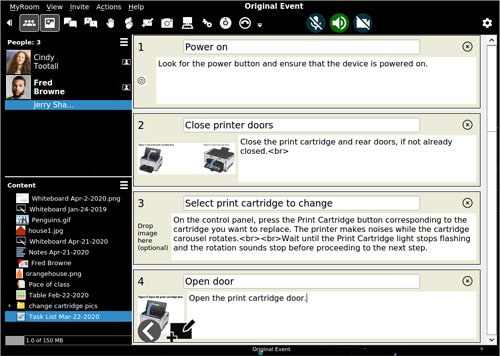 MyRoom View Invite Actions Help
Original Event
People: 3
Cindy
Tootall
Fred
Browne
Jerry Sha...
Content
Whiteboard Apr-2-2020.png
Whiteboard Jan-24-2019
Penguins.gif
house1.jpg
Whiteboard Apr-21-2020
Notes Apr-21-2020
Fred Browne
orangehouse.png
Pace of class
Table Feb-22-2020
change cartridge pics
Task List Mar-22-2020
1.0 of 150 MB
1
Power on
Look for the power button and ensure that the device is powered on.
2
Close printer doors
Close the print cartridge and rear doors, if not already
closed.<br>
3
Select print cartridge to change
Drop
image
here
(optional)
On the control panel, press the Print Cartridge button corresponding to the
cartridge you want to replace. The printer makes noises while the cartridge
carousel rotates.<br><br>Wait until the Print Cartridge light stops flashing
and the rotation sounds stop before proceeding to the next step.
4
Open door
Open the print cartridge door.
Original Event